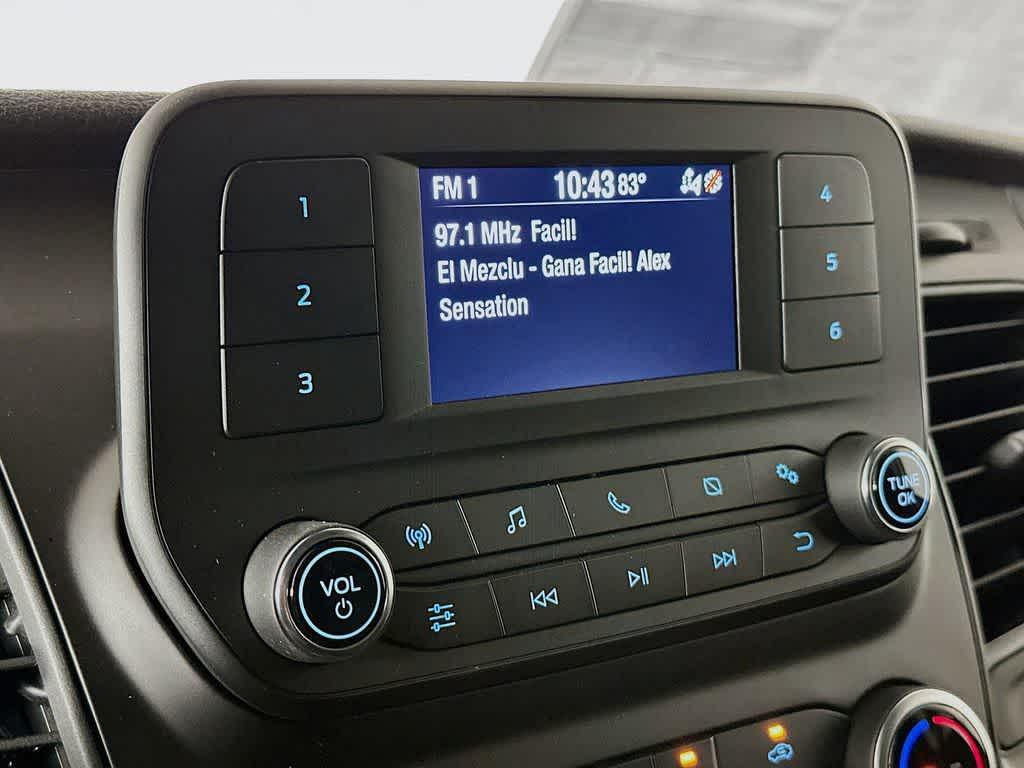 FM 1 10:43 83°
97.1 MHz Facil!
El Mezclu - Gana Facil! Alex
Sensation
1
2
3
4
5
6
VOL
TUNE
OK